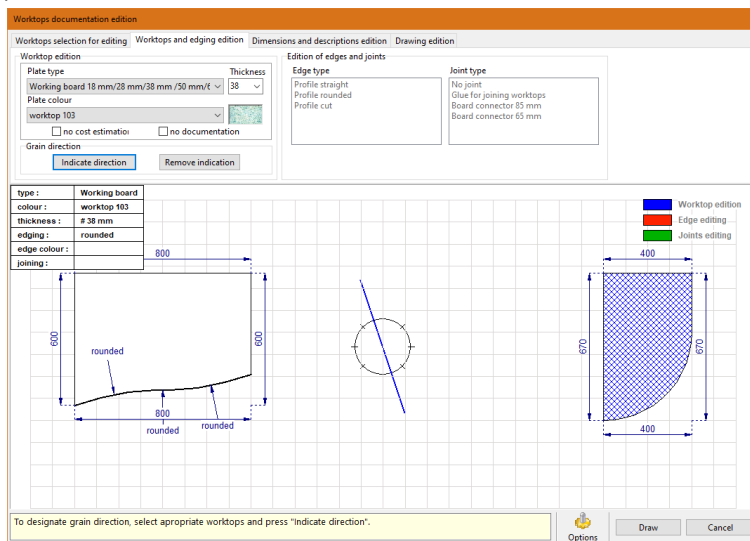 Worktops documentation edition
Worktops selection for editing Worktops and edging edition Dimensions and descriptions edition Drawing edition
Worktop edition
Plate type Thickness
Working board 18 mm/28 mm/38 mm /50 mm/ 38
Plate colour
worktop 103
no cost estimatio no documentation
Grain direction
Indicate direction Remove indication
Edition of edges and joints
Edge type
Profile straight
Profile rounded
Profile cut
Joint type
No joint
Glue for joining worktops
Board connector 85 mm
Board connector 65 mm
type : Working board
colour : worktop 103
thickness : # 38 mm
edging : rounded
edge colour :
joining :
Worktop edition
Edge editing
Joints editing
800
600
600
rounded
800
rounded
rounded
400
670
670
400
To designate grain direction, select apropriate worktops and press "Indicate direction".
Options
Draw
Cancel